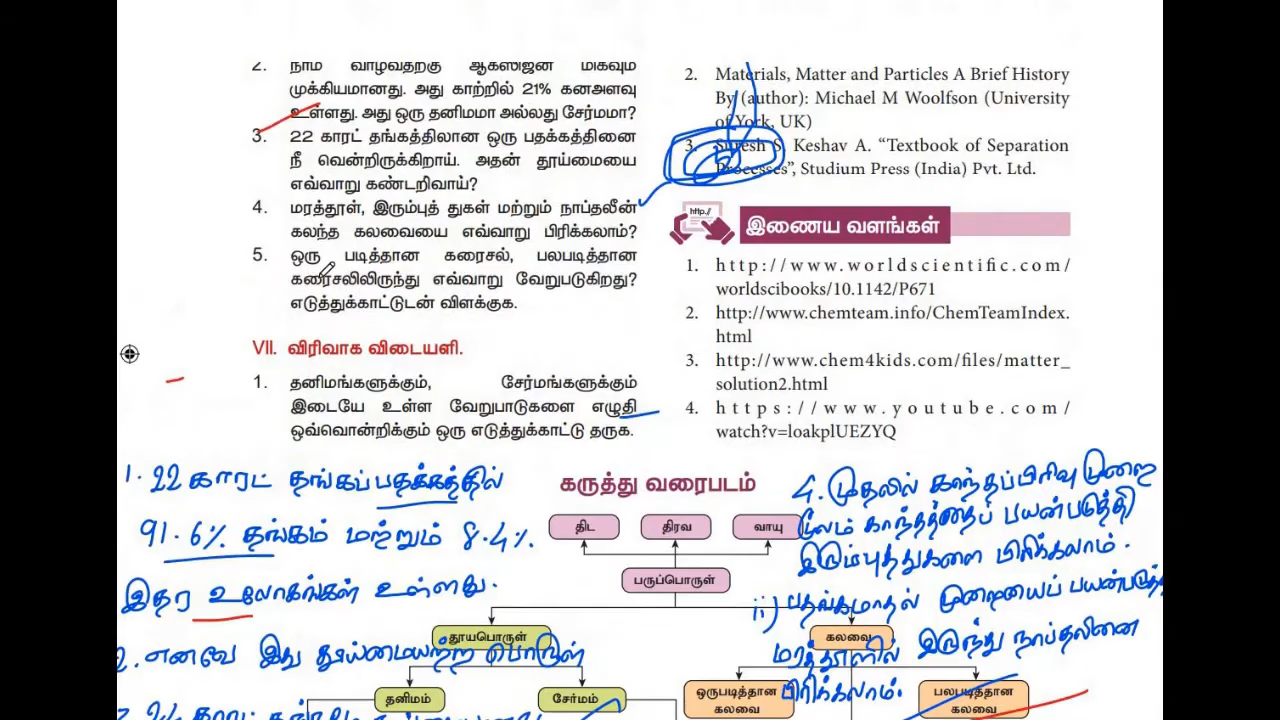 2. நாம் வாழ்வதற்கு ஆக்ஸிஜன் மிகவும்
முக்கியமானது. அது காற்றில் 21% கனஅளவு
உள்ளது. அது ஒரு தனிமமா அல்லது சேர்மமா?
3. 22 காரட் தங்கத்திலான ஒரு பதக்கத்தினை
நீ வென்றிருக்கிறாய். அதன் தூய்மையை
எவ்வாறு கண்டறிவாய்?
4. மரத்தூள், இரும்புத் துகள் மற்றும் நாப்தலீன்
கலந்த கலவையை எவ்வாறு பிரிக்கலாம்?
5. ஒரு படித்தான கரைசல், பலபடித்தான
கரைசலிலிருந்து எவ்வாறு வேறுபடுகிறது?
எடுத்துக்காட்டுடன் விளக்குக.
VII. விரிவாக விடையளி.
1. தனிமங்களுக்கும், சேர்மங்களுக்கும்
இடையே உள்ள வேறுபாடுகளை எழுதி
ஒவ்வொன்றிக்கும் ஒரு எடுத்துக்காட்டு தருக.
2. Materials, Matter and Particles A Brief History
By (author): Michael M Woolfson (University
of York, UK)
3. Suresh S, Keshav A. “Textbook of Separation
Processes”, Studium Press (India) Pvt. Ltd.
http://
இணைய வளங்கள்
1. http://www.worldscientific.com/
worldscibooks/10.1142/P671
2. http://www.chemteam.info/ChemTeamIndex.
html
3. http://www.chem4kids.com/files/matter_
solution2.html
4. https://www.youtube.com/
watch?v=loakplUEZYQ
1. 22 காரட் தங்கப் பதக்கத்தில்
91.6% தங்கம் மற்றும் 8.4%
இதர உலோகங்கள் உள்ளது.
2. எனவே இது தூய்மையற்ற பொருள்
கருத்து வரைபடம்
திட திரவ வாயு
பருப்பொருள்
தூயபொருள் கலவை
தனிமம் சேர்மம் ஒருபடித்தான பலபடித்தான
கலவை கலவை
4. முதலில் காந்தப்பிரிவு முறை
மூலம் காந்தத்தைப் பயன்படுத்தி
இரும்புத்துகளை பிரிக்கலாம்.
ii) பதங்கமாதல் முறையைப்
மரத்தூளில் இருந்து நாப்தலினை
பிரிக்கலாம்.